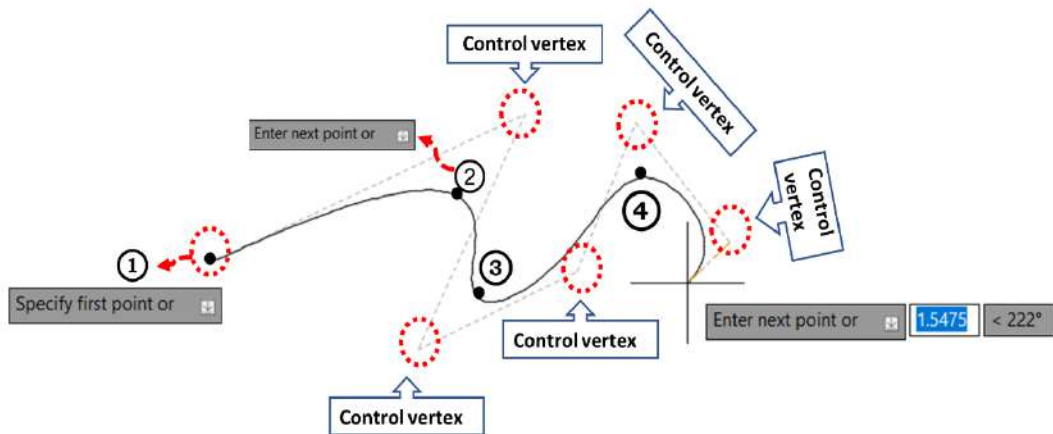 Control vertex
Control vertex
Enter next point or
2
Control
vertex
4
1
3
Specify first point or
Enter next point or 1.5475 < 222°
Control vertex
Control vertex